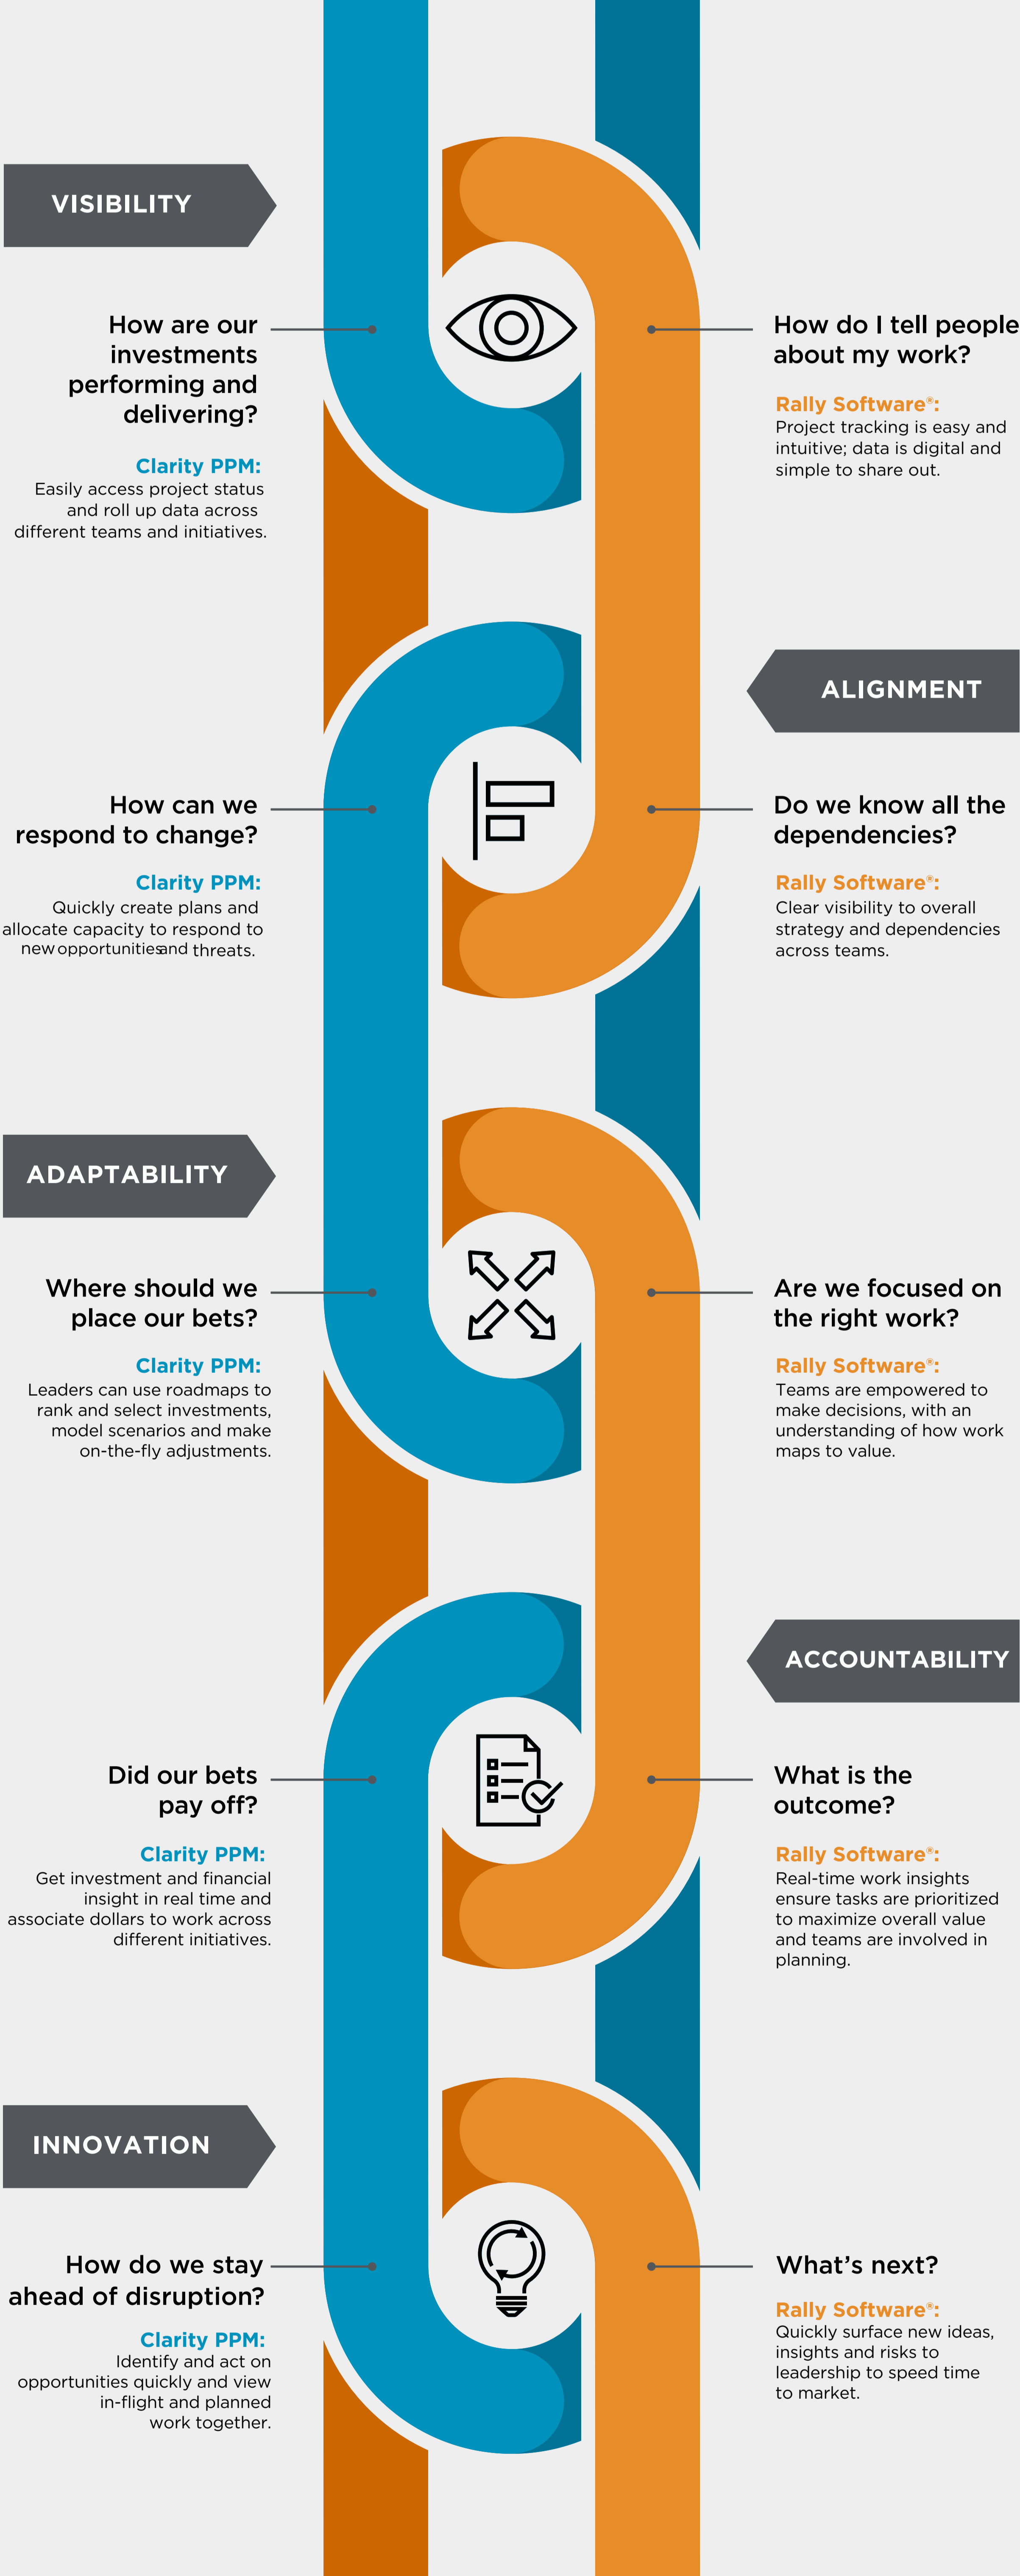 VISIBILITY
How are our
investments
performing and
delivering?
Clarity PPM:
Easily access project status
and roll up data across
different teams and initiatives.
How do I tell people
about my work?
Rally Software®:
Project tracking is easy and
intuitive; data is digital and
simple to share out.
ALIGNMENT
How can we
respond to change?
Clarity PPM:
Quickly create plans and
allocate capacity to respond to
new opportunities and threats.
Do we know all the
dependencies?
Rally Software®:
Clear visibility to overall
strategy and dependencies
across teams.
ADAPTABILITY
Where should we
place our bets?
Clarity PPM:
Leaders can use roadmaps to
rank and select investments,
model scenarios and make
on-the-fly adjustments.
Are we focused on
the right work?
Rally Software®:
Teams are empowered to
make decisions, with an
understanding of how work
maps to value.
ACCOUNTABILITY
Did our bets
pay off?
Clarity PPM:
Get investment and financial
insight in real time and
associate dollars to work across
different initiatives.
What is the
outcome?
Rally Software®:
Real-time work insights
ensure tasks are prioritized
to maximize overall value
and teams are involved in
planning.
INNOVATION
How do we stay
ahead of disruption?
Clarity PPM:
Identify and act on
opportunities quickly and view
in-flight and planned
work together.
What's next?
Rally Software®:
Quickly surface new ideas,
insights and risks to
leadership to speed time
to market.